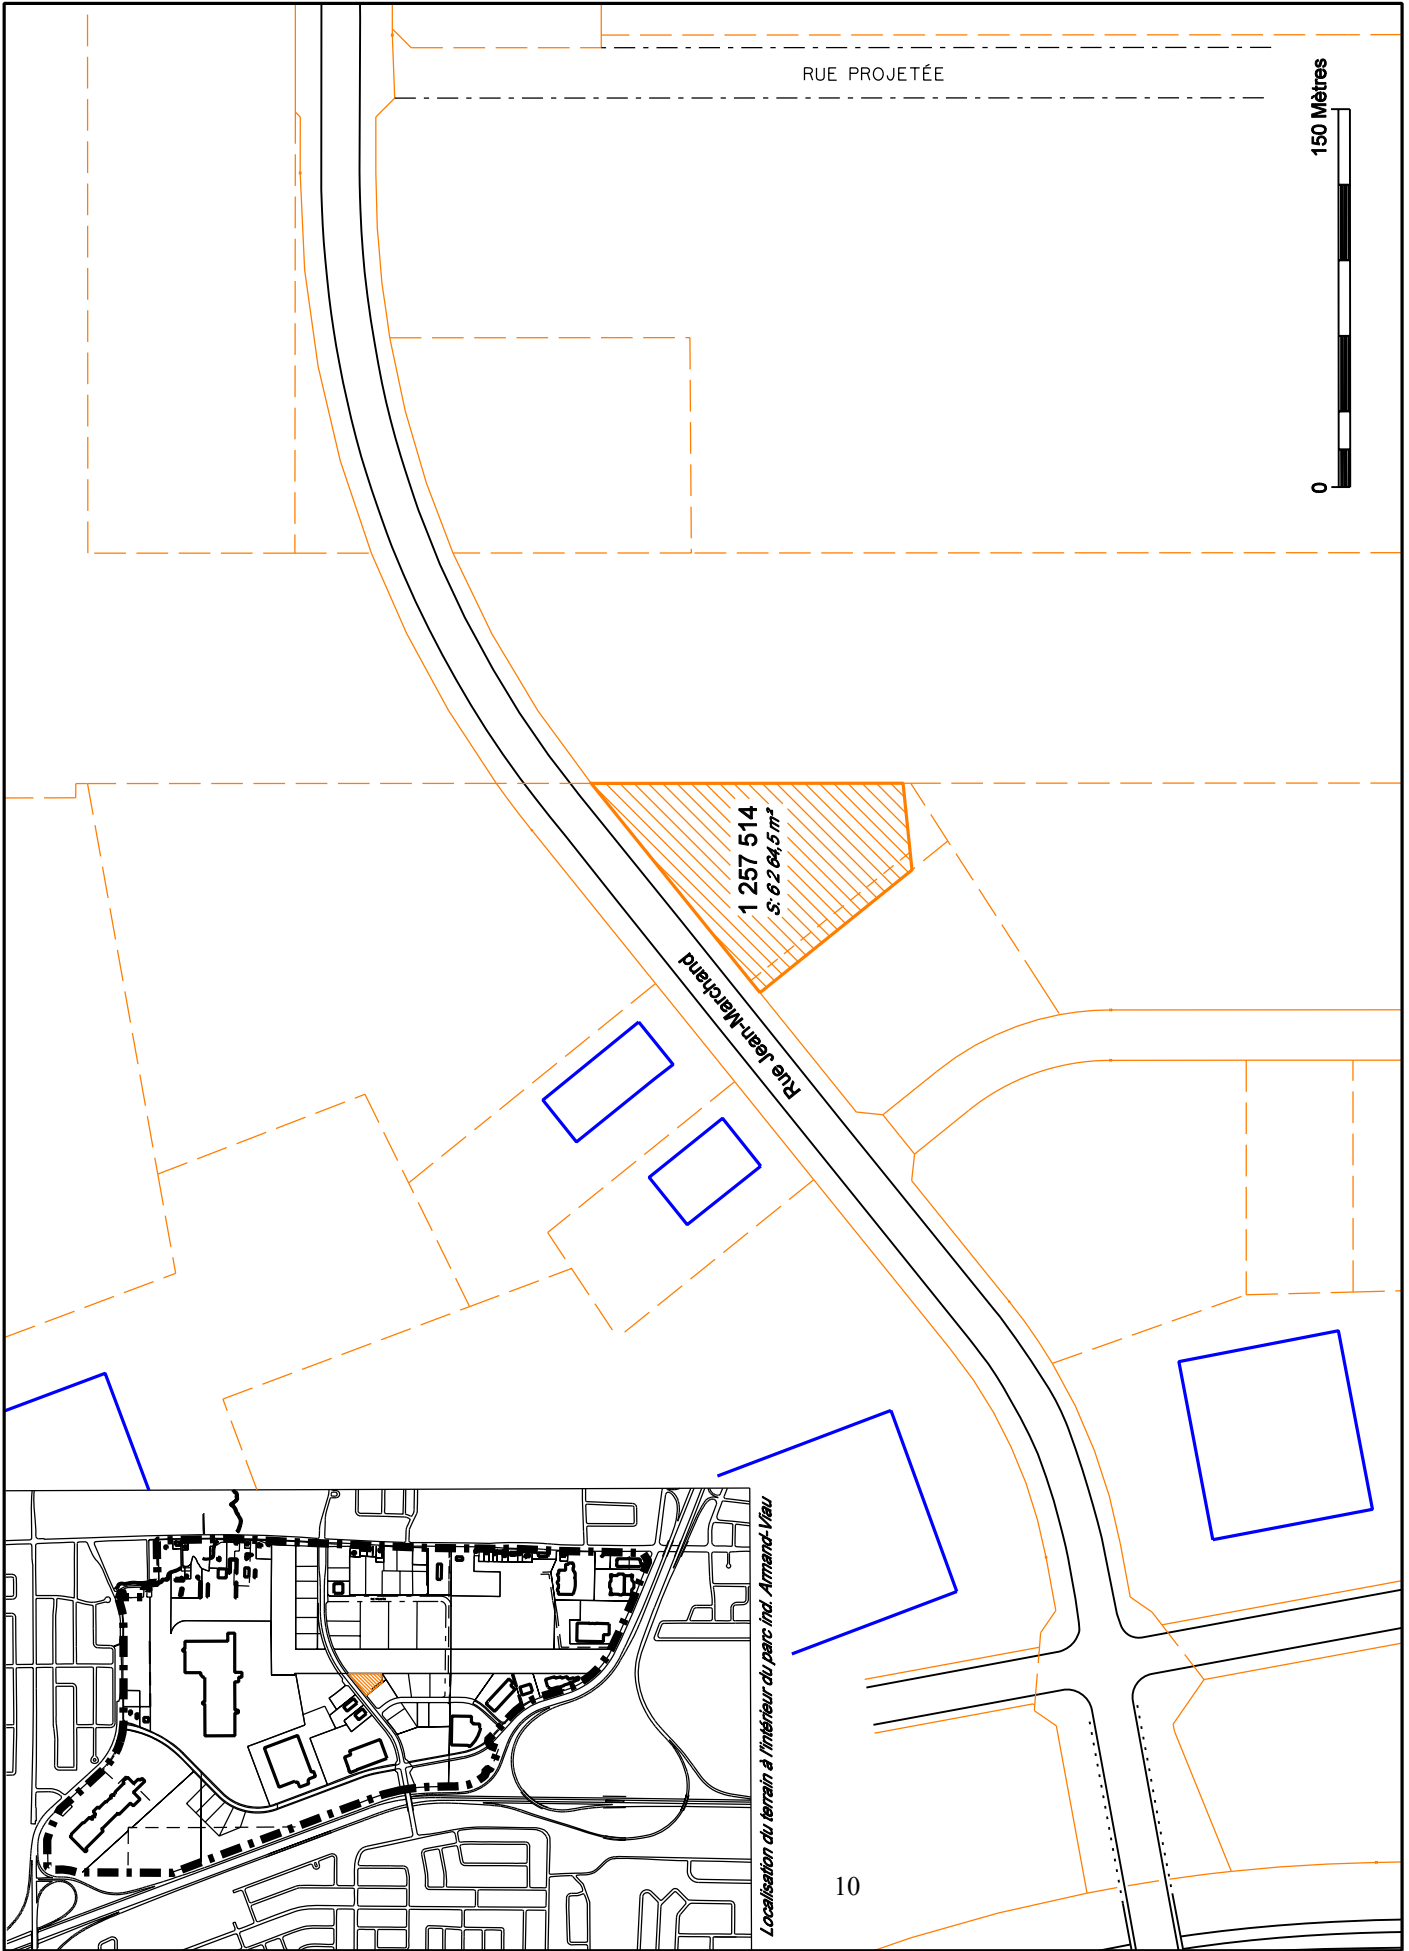 RUE PROJETÉE
150 Mètres
0
1 257 514
S: 6 264,5 m²
Rue Jean-Marchand
Localisation du terrain à l'intérieur du parc ind. Armand-Viau
10